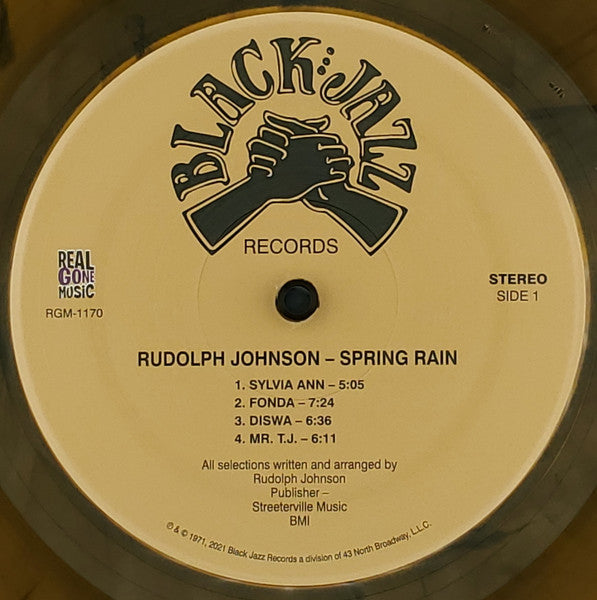 BLACK JAZZ
RECORDS
REAL
GONE
MUSIC
RGM-1170
STEREO
SIDE 1
RUDOLPH JOHNSON – SPRING RAIN
1. SYLVIA ANN – 5:05
2. FONDA – 7:24
3. DISWA – 6:36
4. MR. T.J. – 6:11
All selections written and arranged by
Rudolph Johnson
Publisher –
Streeterville Music
BMI
℗ & © 1971, 2021 Black Jazz Records a division of 43 North Broadway, L.L.C.